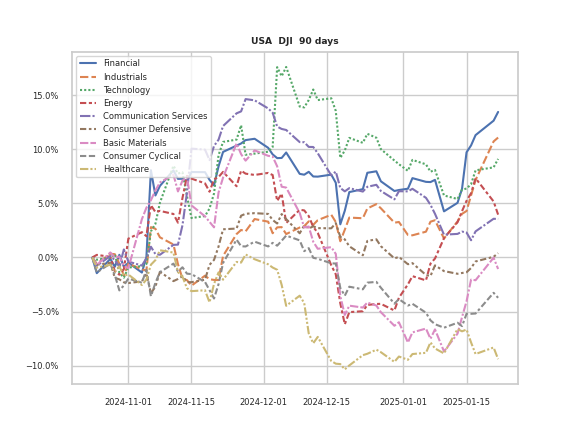 USA DJI 90 days
Financial
Industrials
Technology
Energy
Communication Services
Consumer Defensive
Basic Materials
Consumer Cyclical
Healthcare
15.0%
10.0%
5.0%
0.0%
−5.0%
−10.0%
2024-11-01 2024-11-15 2024-12-01 2024-12-15 2025-01-01 2025-01-15